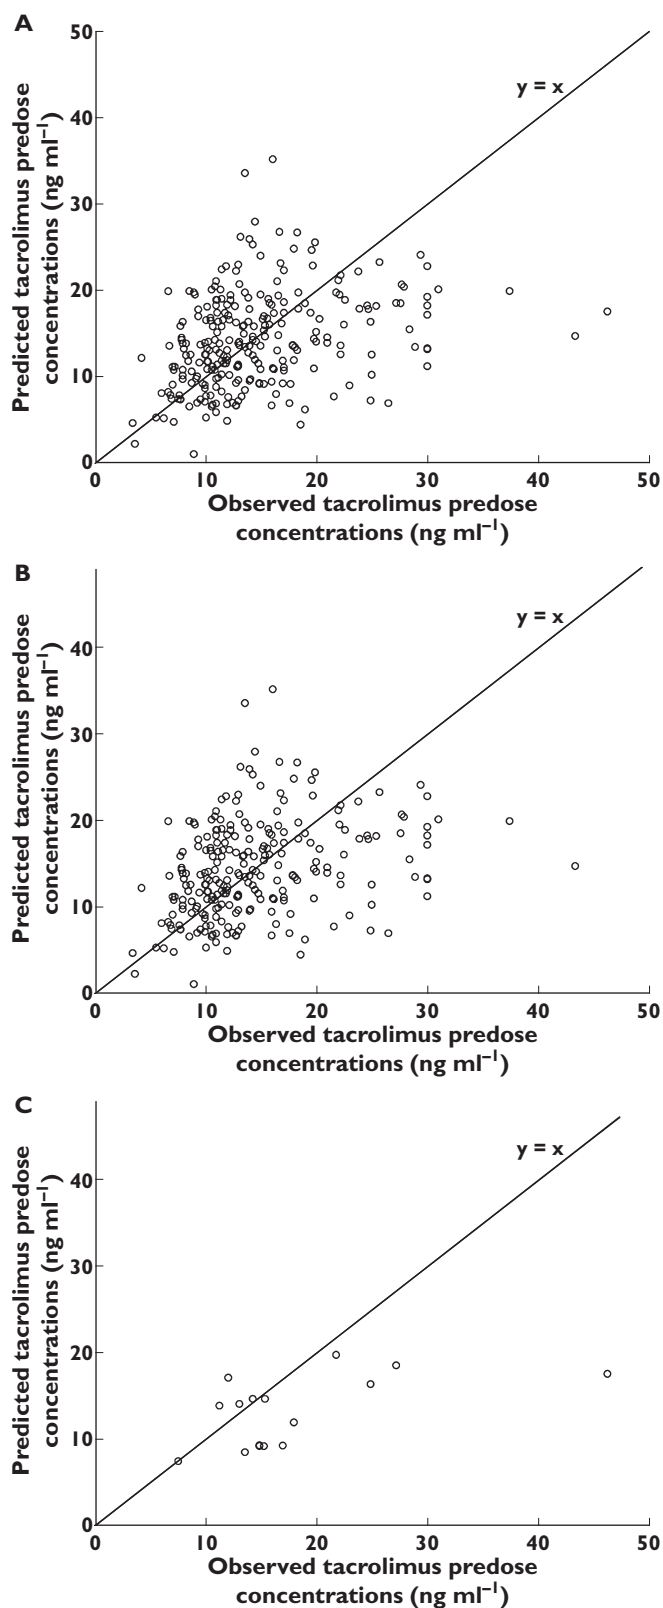 A
50
40
30
20
10
0
Predicted tacrolimus predose
concentrations (ng ml⁻¹)
y = x
0 10 20 30 40 50
Observed tacrolimus predose
concentrations (ng ml⁻¹)
B
40
30
20
10
0
Predicted tacrolimus predose
concentrations (ng ml⁻¹)
y = x
0 10 20 30 40 50
Observed tacrolimus predose
concentrations (ng ml⁻¹)
C
40
30
20
10
0
Predicted tacrolimus predose
concentrations (ng ml⁻¹)
y = x
0 10 20 30 40 50
Observed tacrolimus predose
concentrations (ng ml⁻¹)